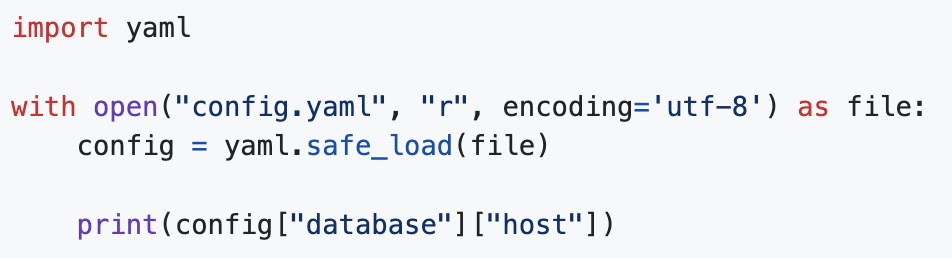 import yaml

with open("config.yaml", "r", encoding='utf-8') as file:
    config = yaml.safe_load(file)

    print(config["database"]["host"])